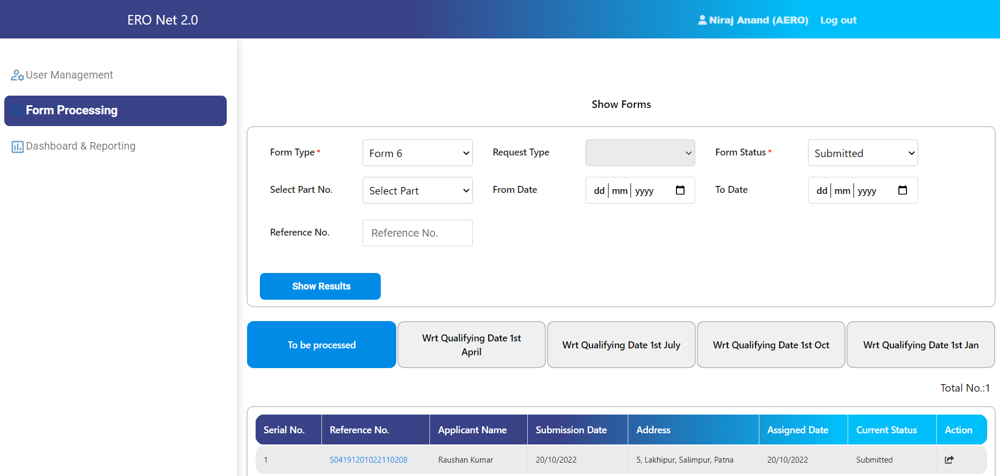 ERO Net 2.0
Niraj Anand (AERO) Log out
User Management
Form Processing
Dashboard & Reporting
Show Forms
Form Type * Form 6 Request Type Form Status * Submitted
Select Part No. Select Part From Date dd mm yyyy To Date dd mm yyyy
Reference No. Reference No.
Show Results
To be processed
Wrt Qualifying Date 1st
April
Wrt Qualifying Date 1st July
Wrt Qualifying Date 1st Oct
Wrt Qualifying Date 1st Jan
Total No.:1
Serial No. Reference No. Applicant Name Submission Date Address Assigned Date Current Status Action
1 S04191201022110208 Raushan Kumar 20/10/2022 5, Lakhipur, Salimpur, Patna 20/10/2022 Submitted